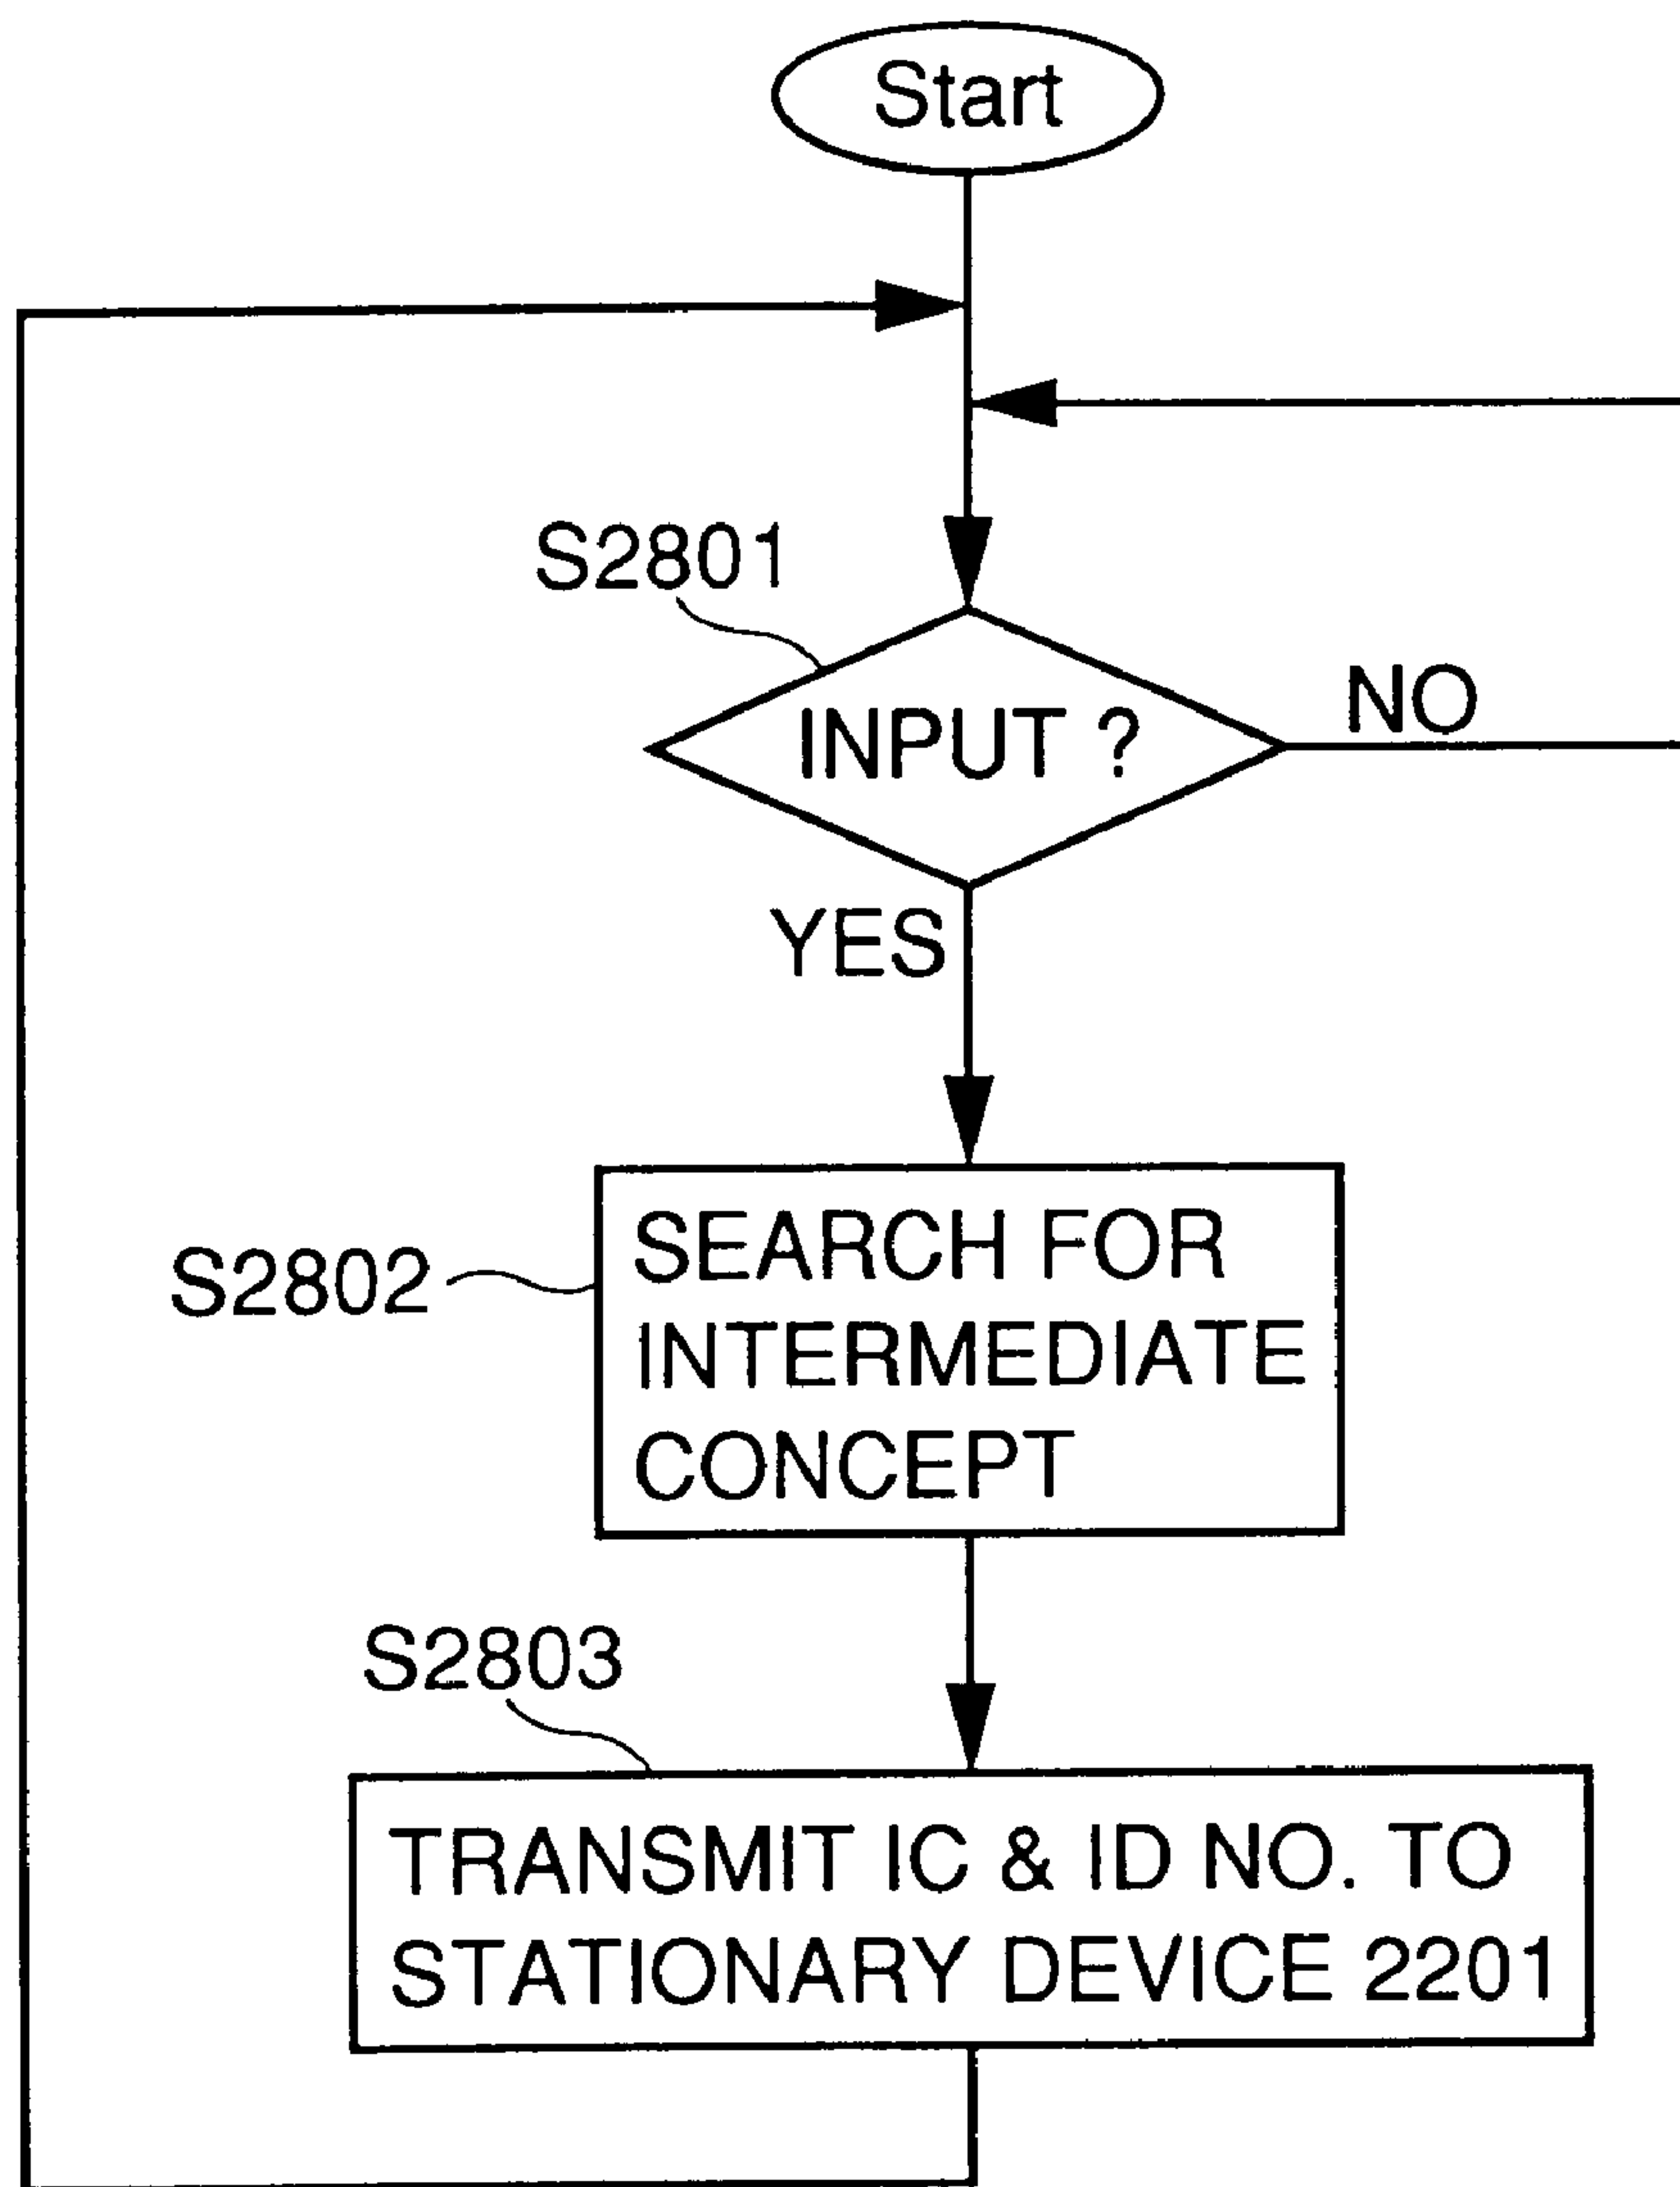 Start
S2801
INPUT ?
NO
YES
S2802
SEARCH FOR
INTERMEDIATE
CONCEPT
S2803
TRANSMIT IC & ID NO. TO
STATIONARY DEVICE 2201